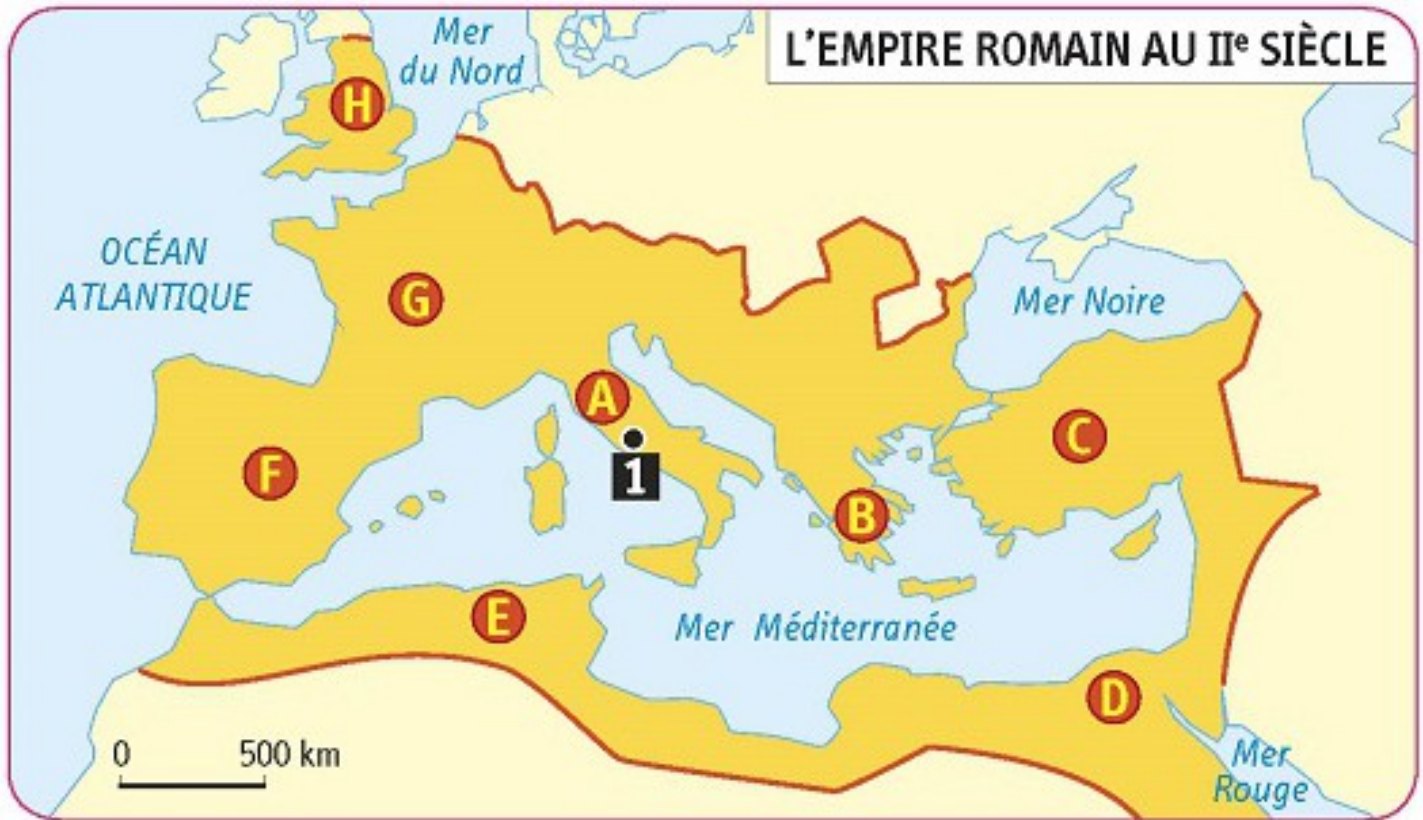 L'EMPIRE ROMAIN AU IIe SIÈCLE
Mer
du Nord
H
OCÉAN
ATLANTIQUE
G
Mer Noire
A
C
1
F
B
E
Mer Méditerranée
D
0 500 km
Mer
Rouge